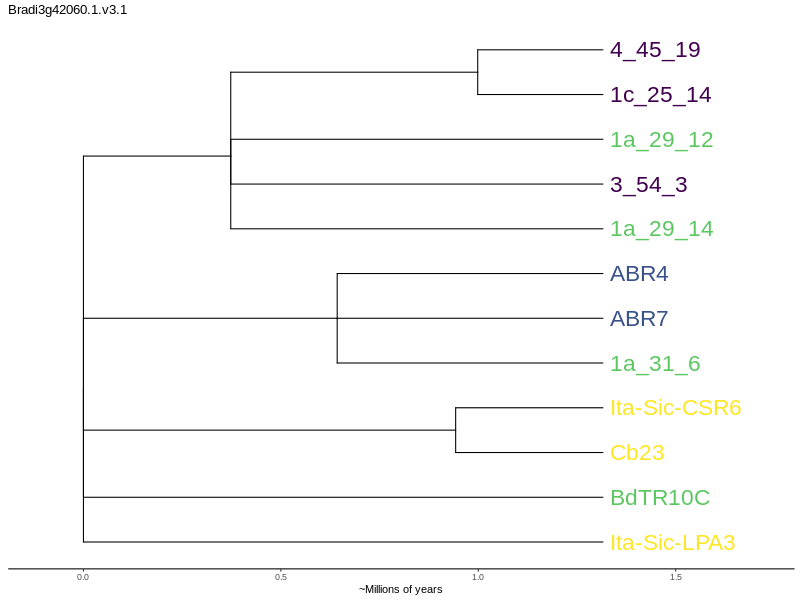 Bradi3g42060.1.v3.1
4_45_19
1c_25_14
1a_29_12
3_54_3
1a_29_14
ABR4
ABR7
1a_31_6
Ita-Sic-CSR6
Cb23
BdTR10C
Ita-Sic-LPA3
0.0 0.5 1.0 1.5
~Millions of years